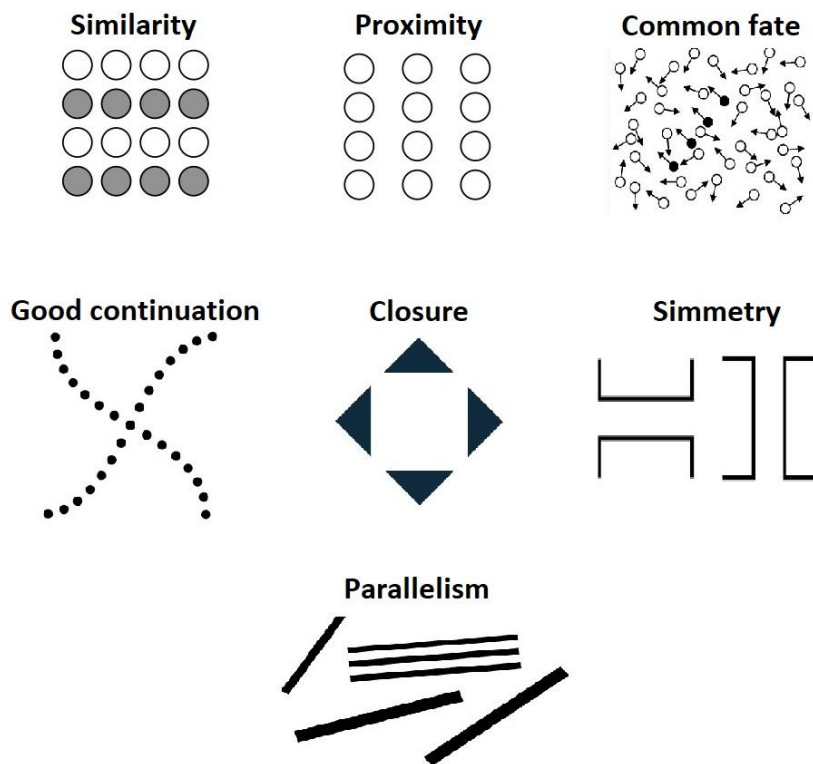 Similarity
Proximity
Common fate
Good continuation
Closure
Simmetry
Parallelism